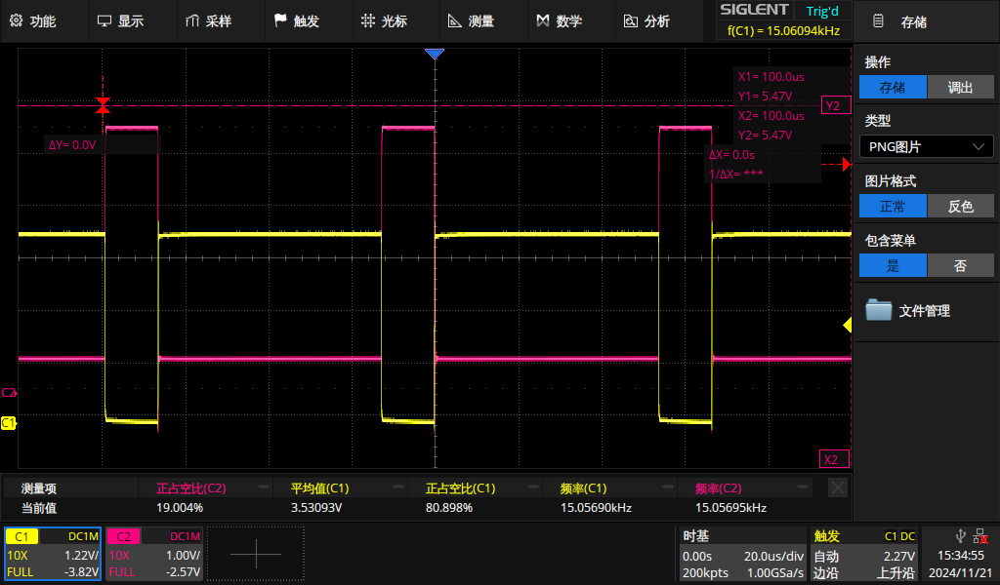 功能 显示 采样 触发 光标 测量 数学 分析 SIGLENT Trig'd 存储
f(C1) = 15.06094kHz
操作
存储 调出
类型
PNG图片
图片格式
正常 反色
包含菜单
是 否
文件管理
X1= 100.0us
Y1= 5.47V
X2= 100.0us
Y2= 5.47V
Y2
ΔY= 0.0V
ΔX= 0.0s
1/ΔX= ***
C2
C1
X2
测量项 正占空比(C2) 平均值(C1) 正占空比(C1) 频率(C1) 频率(C2)
当前值 19.004% 3.53093V 80.898% 15.05690kHz 15.05695kHz
C1 DC1M
10X 1.22V/
FULL -3.82V
C2 DC1M
10X 1.00V/
FULL -2.57V
时基
0.00s 20.0us/div
200kpts 1.00GSa/s
触发 C1 DC
自动 2.27V
边沿 上升沿
15:34:55
2024/11/21